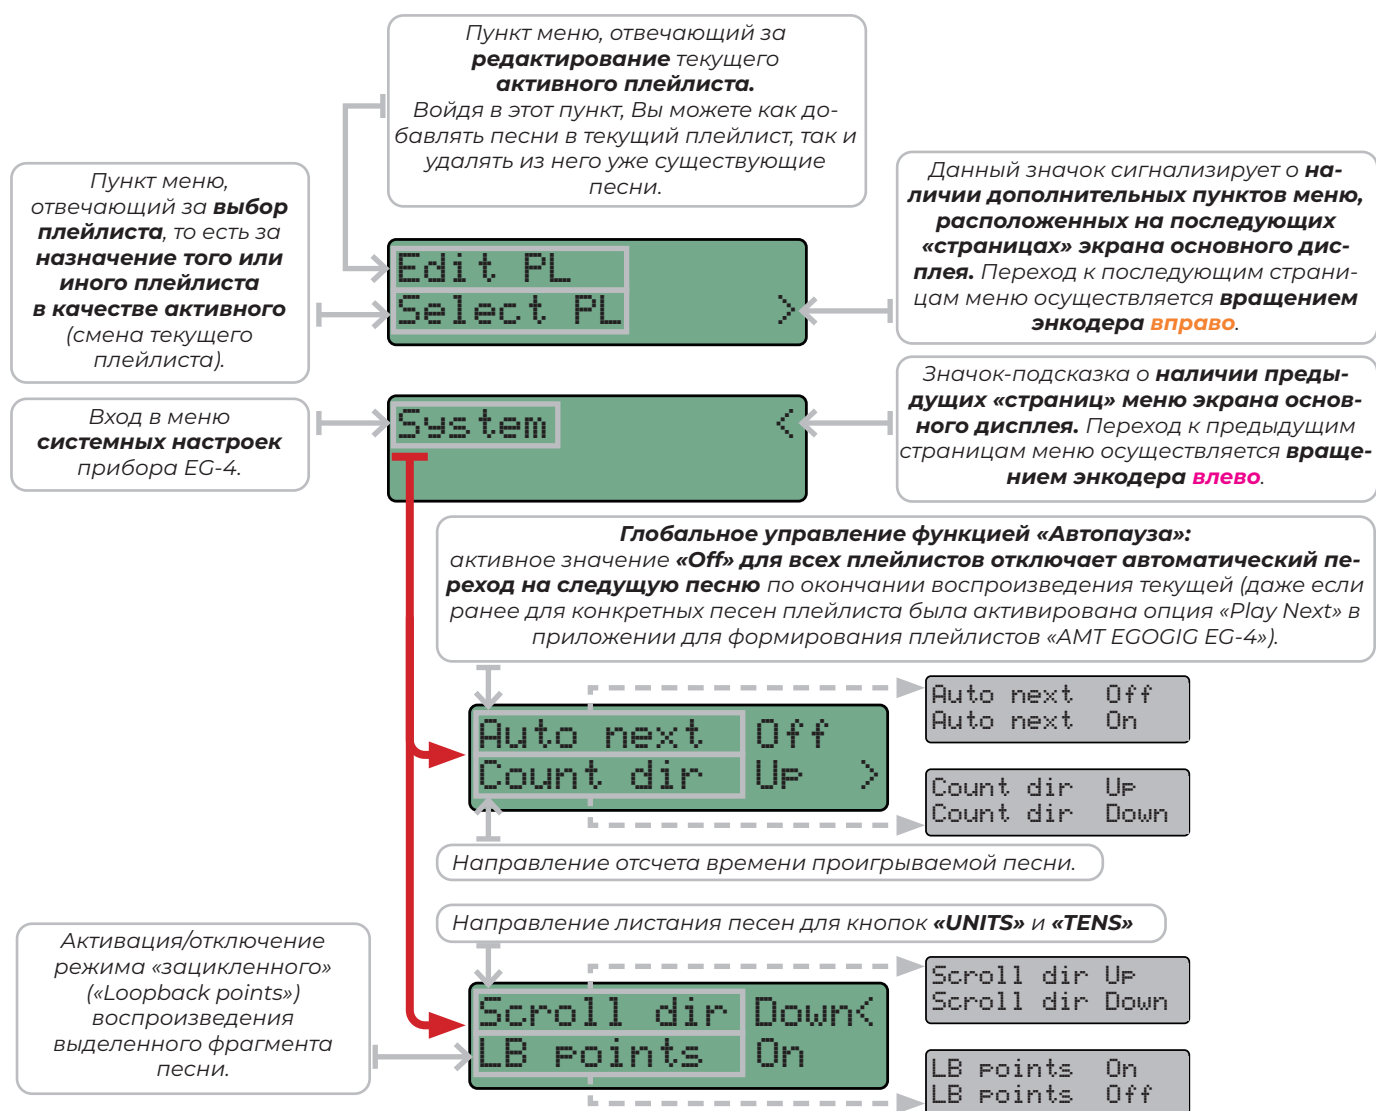 Пункт меню, отвечающий за
редактирование текущего
активного плейлиста.
Войдя в этот пункт, Вы можете как до-
бавлять песни в текущий плейлист, так и
удалять из него уже существующие
песни.
Пункт меню,
отвечающий за выбор
плейлиста, то есть за
назначение того или
иного плейлиста
в качестве активного
(смена текущего
плейлиста).
Edit PL
Select PL >
Данный значок сигнализирует о на-
личии дополнительных пунктов меню,
расположенных на последующих
«страницах» экрана основного дис-
плея. Переход к последующим страни-
цам меню осуществляется вращением
энкодера вправо.
Вход в меню
системных настроек
прибора EG-4.
System <
Значок-подсказка о наличии преды-
дущих «страниц» меню экрана основ-
ного дисплея. Переход к предыдущим
страницам меню осуществляется враще-
нием энкодера влево.
Глобальное управление функцией «Автопауза»:
активное значение «Off» для всех плейлистов отключает автоматический пе-
реход на следущую песню по окончании воспроизведения текущей (даже если
ранее для конкретных песен плейлиста была активирована опция «Play Next» в
приложении для формирования плейлистов «AMT EGOGIG EG-4»).
Auto next Off
Count dir Up >
Auto next Off
Auto next On
Count dir Up
Count dir Down
Направление отсчета времени проигрываемой песни.
Направление листания песен для кнопок «UNITS» и «TENS»
Активация/отключение
режима «зацикленного»
(«Loopback points»)
воспроизведения
выделенного фрагмента
песни.
Scroll dir Down<
LB points On
Scroll dir Up
Scroll dir Down
LB points On
LB points Off